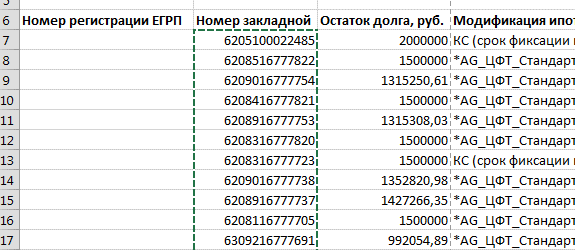 6 Номер регистрации ЕГРП Номер закладной Остаток долга, руб. Модификация
7 6205100022485 2000000 КС (срок фиксации
8 6208516777822 1500000 *AG_ЦФТ_Стандарт
9 6209016777754 1315250,61 *AG_ЦФТ_Стандарт
10 6208416777821 1500000 *AG_ЦФТ_Стандарт
11 6208916777753 1315308,03 *AG_ЦФТ_Стандарт
12 6208316777820 1500000 *AG_ЦФТ_Стандарт
13 6208316777723 1500000 КС (срок фиксации
14 6209016777738 1352820,98 *AG_ЦФТ_Стандарт
15 6208916777737 1427266,35 *AG_ЦФТ_Стандарт
16 6208116777705 1500000 *AG_ЦФТ_Стандарт
17 6309216777691 992054,89 *AG_ЦФТ_Стандарт